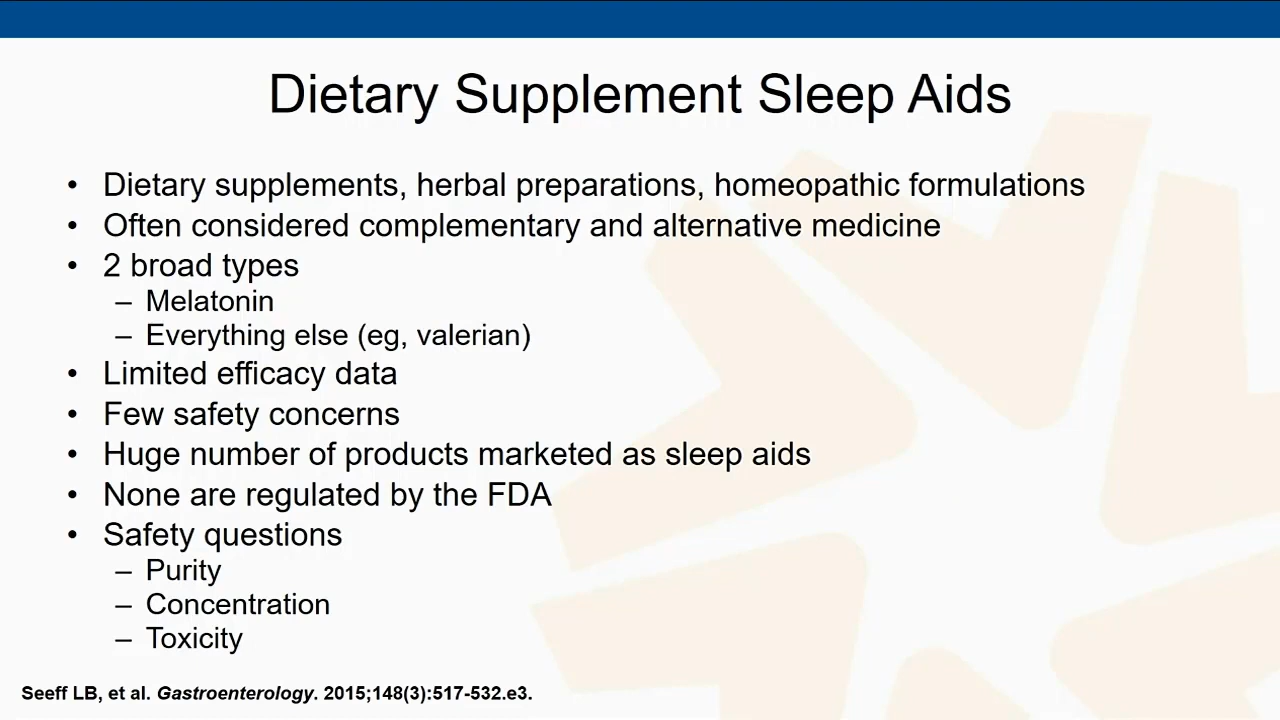 Dietary Supplement Sleep Aids
• Dietary supplements, herbal preparations, homeopathic formulations
• Often considered complementary and alternative medicine
• 2 broad types
– Melatonin
– Everything else (eg, valerian)
• Limited efficacy data
• Few safety concerns
• Huge number of products marketed as sleep aids
• None are regulated by the FDA
• Safety questions
– Purity
– Concentration
– Toxicity
Seeff LB, et al. Gastroenterology. 2015;148(3):517-532.e3.